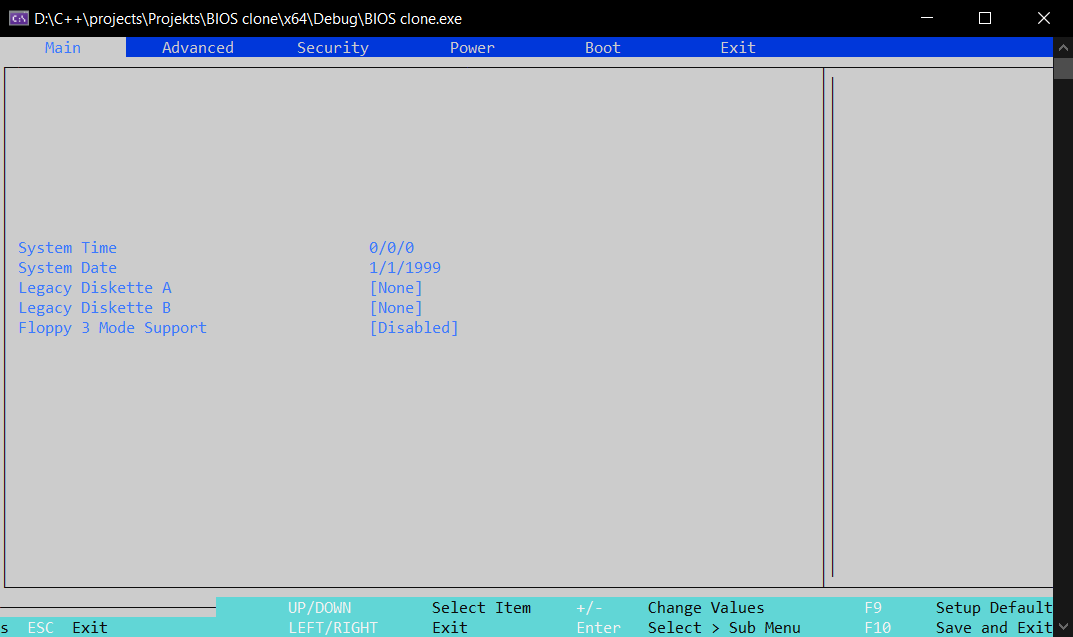 D:\C++\projects\Projekts\BIOS clone\x64\Debug\BIOS clone.exe
Main Advanced Security Power Boot Exit
System Time 0/0/0
System Date 1/1/1999
Legacy Diskette A [None]
Legacy Diskette B [None]
Floppy 3 Mode Support [Disabled]
UP/DOWN Select Item +/- Change Values F9 Setup Default
s ESC Exit LEFT/RIGHT Exit Enter Select > Sub Menu F10 Save and Exit